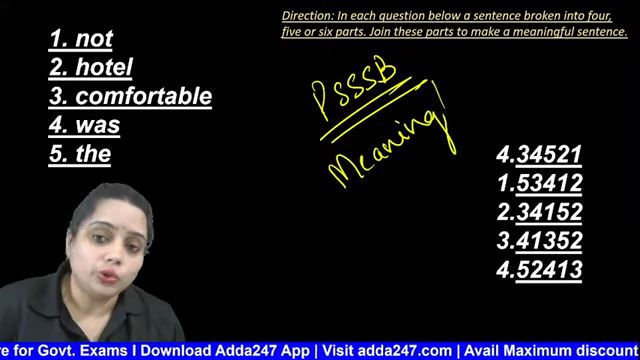 Direction: In each question below a sentence broken into four,
five or six parts. Join these parts to make a meaningful sentence.
1. not
2. hotel
3. comfortable
4. was
5. the
PSSSB
Meaning
4.34521
1.53412
2.34152
3.41352
4.52413
e for Govt. Exams I Download Adda247 App | Visit adda247.com | Avail Maximum discount